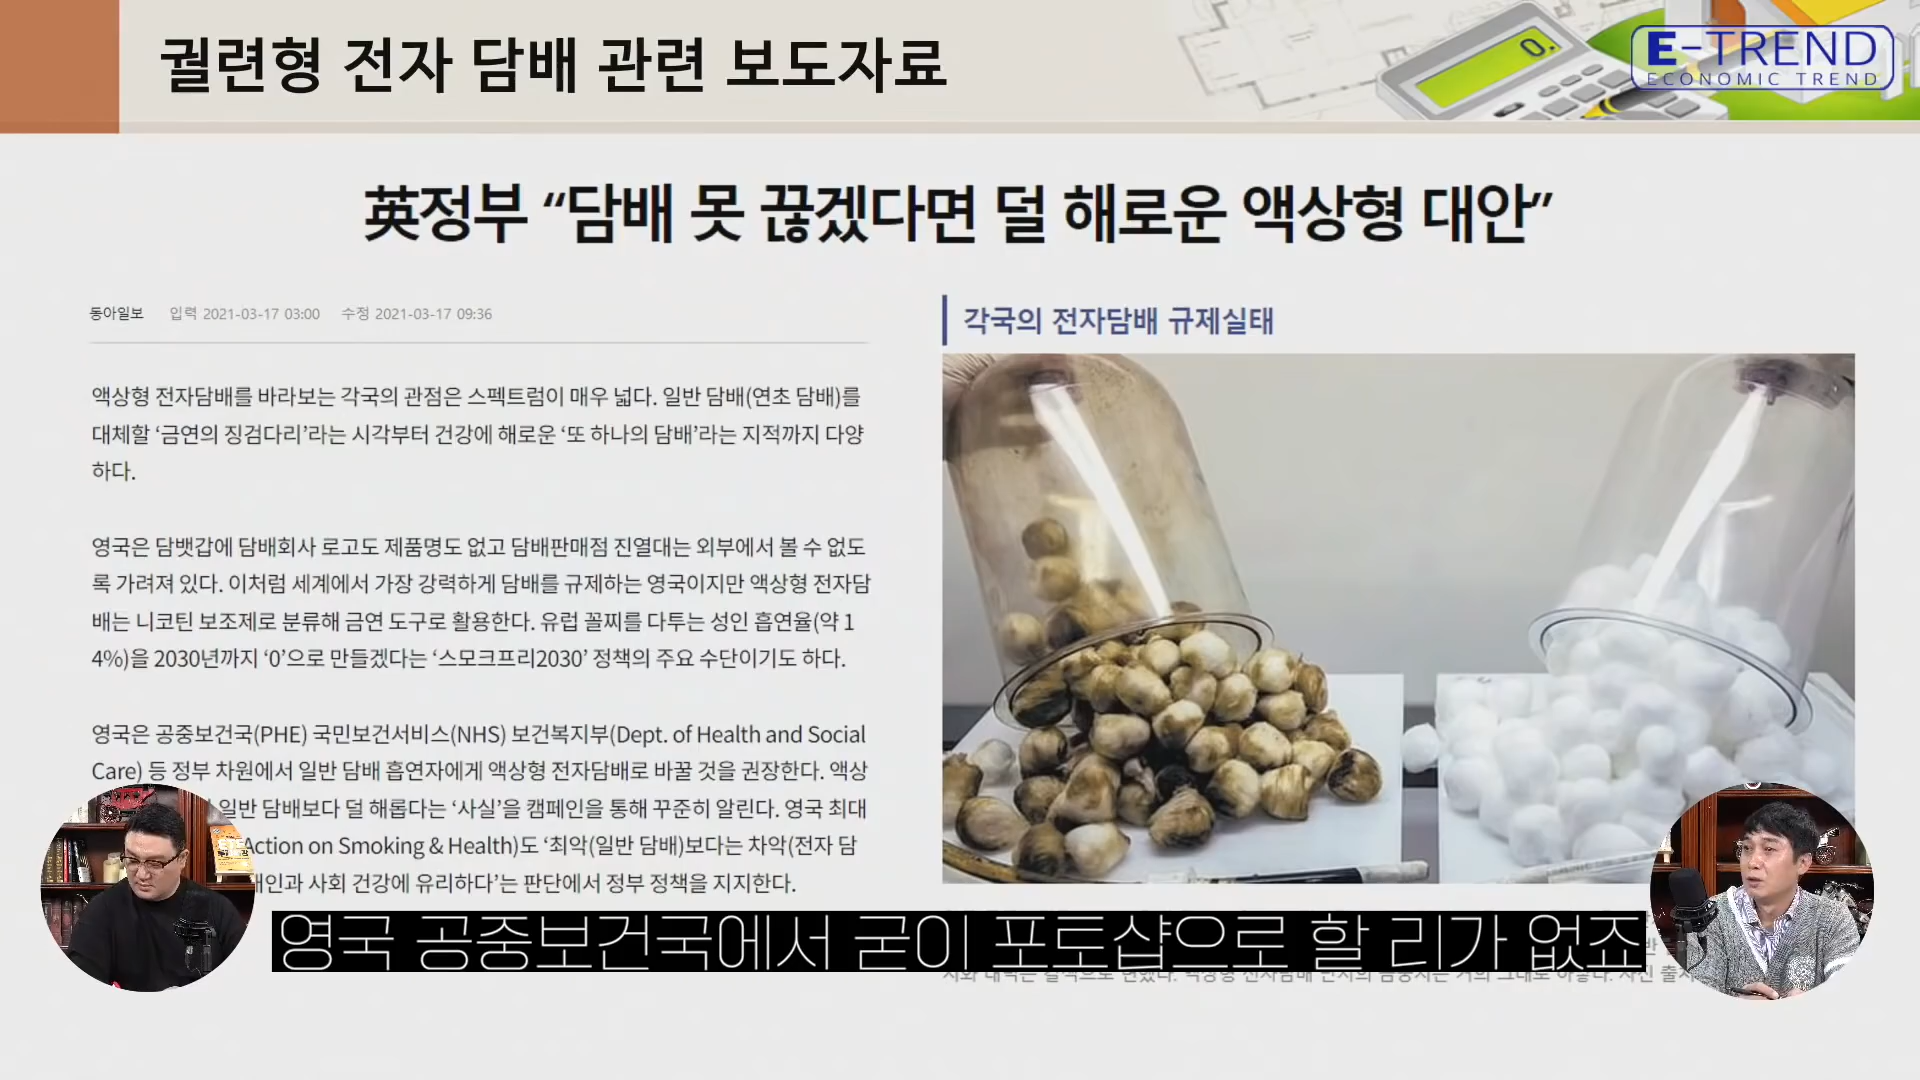 궐련형 전자 담배 관련 보도자료
E-TREND
ECONOMIC TREND
英정부 “담배 못 끊겠다면 덜 해로운 액상형 대안”
동아일보 입력 2021-03-17 03:00 수정 2021-03-17 09:36
액상형 전자담배를 바라보는 각국의 관점은 스펙트럼이 매우 넓다. 일반 담배(연초 담배)를
대체할 ‘금연의 징검다리’라는 시각부터 건강에 해로운 ‘또 하나의 담배’라는 지적까지 다양
하다.
영국은 담뱃갑에 담배회사 로고도 제품명도 없고 담배판매점 진열대는 외부에서 볼 수 없도
록 가려져 있다. 이처럼 세계에서 가장 강력하게 담배를 규제하는 영국이지만 액상형 전자담
배는 니코틴 보조제로 분류해 금연 도구로 활용한다. 유럽 꼴찌를 다투는 성인 흡연율(약 1
4%)을 2030년까지 ‘0’으로 만들겠다는 ‘스모크프리2030’ 정책의 주요 수단이기도 하다.
영국은 공중보건국(PHE) 국민보건서비스(NHS) 보건복지부(Dept. of Health and Social
Care) 등 정부 차원에서 일반 담배 흡연자에게 액상형 전자담배로 바꿀 것을 권장한다. 액상
일반 담배보다 덜 해롭다는 ‘사실’을 캠페인을 통해 꾸준히 알린다. 영국 최대
Action on Smoking & Health)도 ‘최악(일반 담배)보다는 차악(전자 담
개인과 사회 건강에 유리하다’는 판단에서 정부 정책을 지지한다.
각국의 전자담배 규제실태
영국 공중보건국에서 굳이 포토샵으로 할 리가 없죠